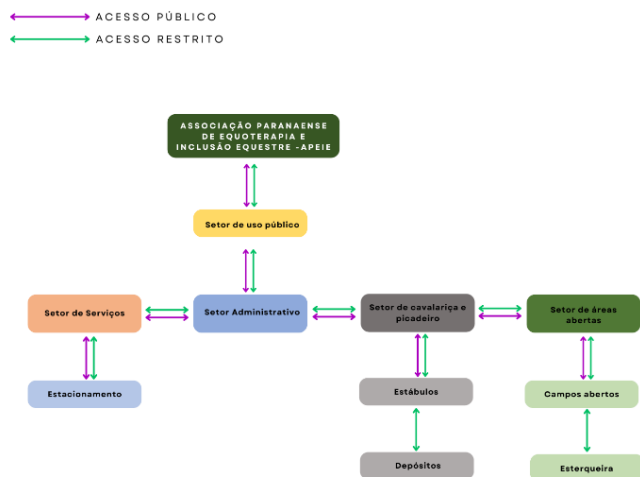 ACESSO PÚBLICO
ACESSO RESTRITO
ASSOCIAÇÃO PARANAENSE
DE EQUOTERAPIA E
INCLUSÃO EQUESTRE -APEIE
Setor de uso público
Setor de Serviços
Setor Administrativo
Setor de cavalariça e
picadeiro
Setor de áreas
abertas
Estacionamento
Estábulos
Campos abertos
Depósitos
Esterqueira